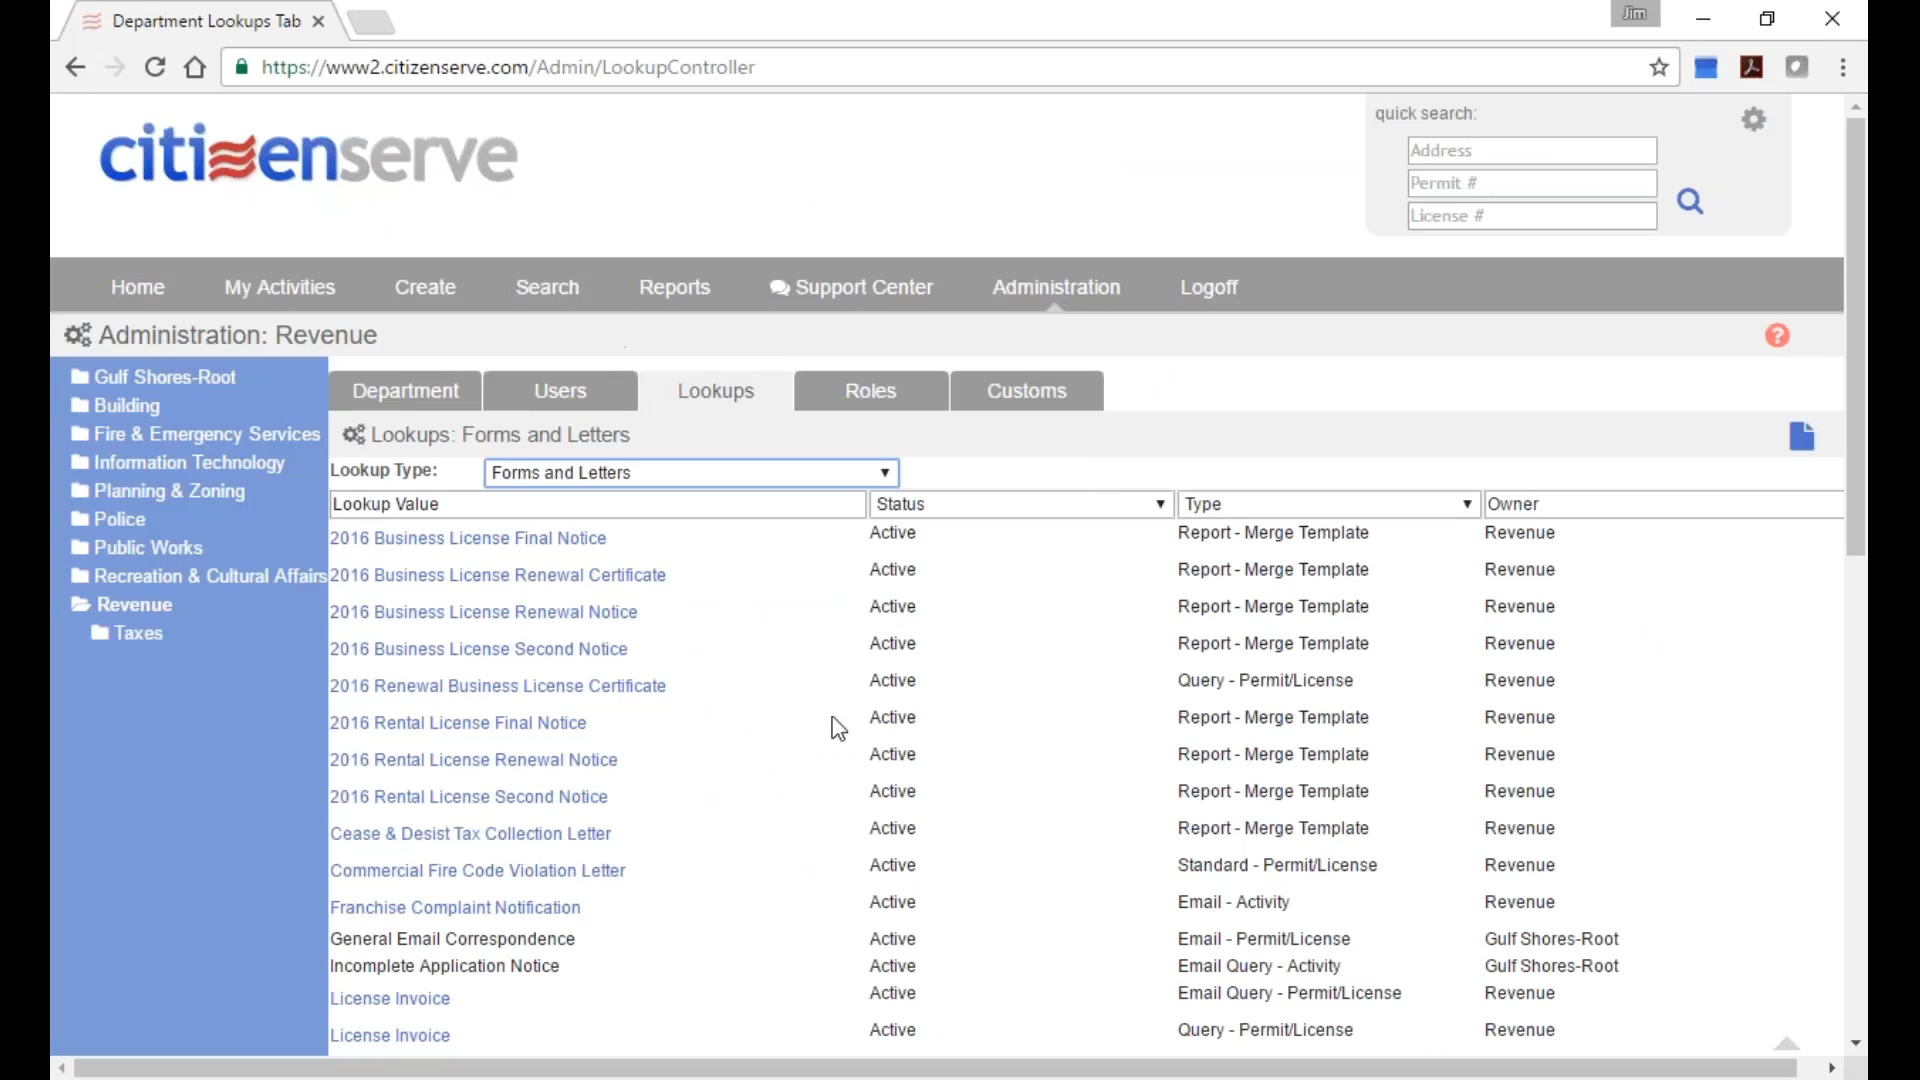 Department Lookups Tab
Jim
https://www2.citizenserve.com/Admin/LookupController
citizenserve
quick search:
Address
Permit #
License #
Home My Activities Create Search Reports Support Center Administration Logoff
Administration: Revenue
?
Gulf Shores-Root
Building
Fire & Emergency Services
Information Technology
Planning & Zoning
Police
Public Works
Recreation & Cultural Affairs
Revenue
Taxes
Department Users Lookups Roles Customs
Lookups: Forms and Letters
Lookup Type: Forms and Letters
Lookup Value Status Type Owner
2016 Business License Final Notice Active Report - Merge Template Revenue
2016 Business License Renewal Certificate Active Report - Merge Template Revenue
2016 Business License Renewal Notice Active Report - Merge Template Revenue
2016 Business License Second Notice Active Report - Merge Template Revenue
2016 Renewal Business License Certificate Active Query - Permit/License Revenue
2016 Rental License Final Notice Active Report - Merge Template Revenue
2016 Rental License Renewal Notice Active Report - Merge Template Revenue
2016 Rental License Second Notice Active Report - Merge Template Revenue
Cease & Desist Tax Collection Letter Active Report - Merge Template Revenue
Commercial Fire Code Violation Letter Active Standard - Permit/License Revenue
Franchise Complaint Notification Active Email - Activity Revenue
General Email Correspondence Active Email - Permit/License Gulf Shores-Root
Incomplete Application Notice Active Email Query - Activity Gulf Shores-Root
License Invoice Active Email Query - Permit/License Revenue
License Invoice Active Query - Permit/License Revenue